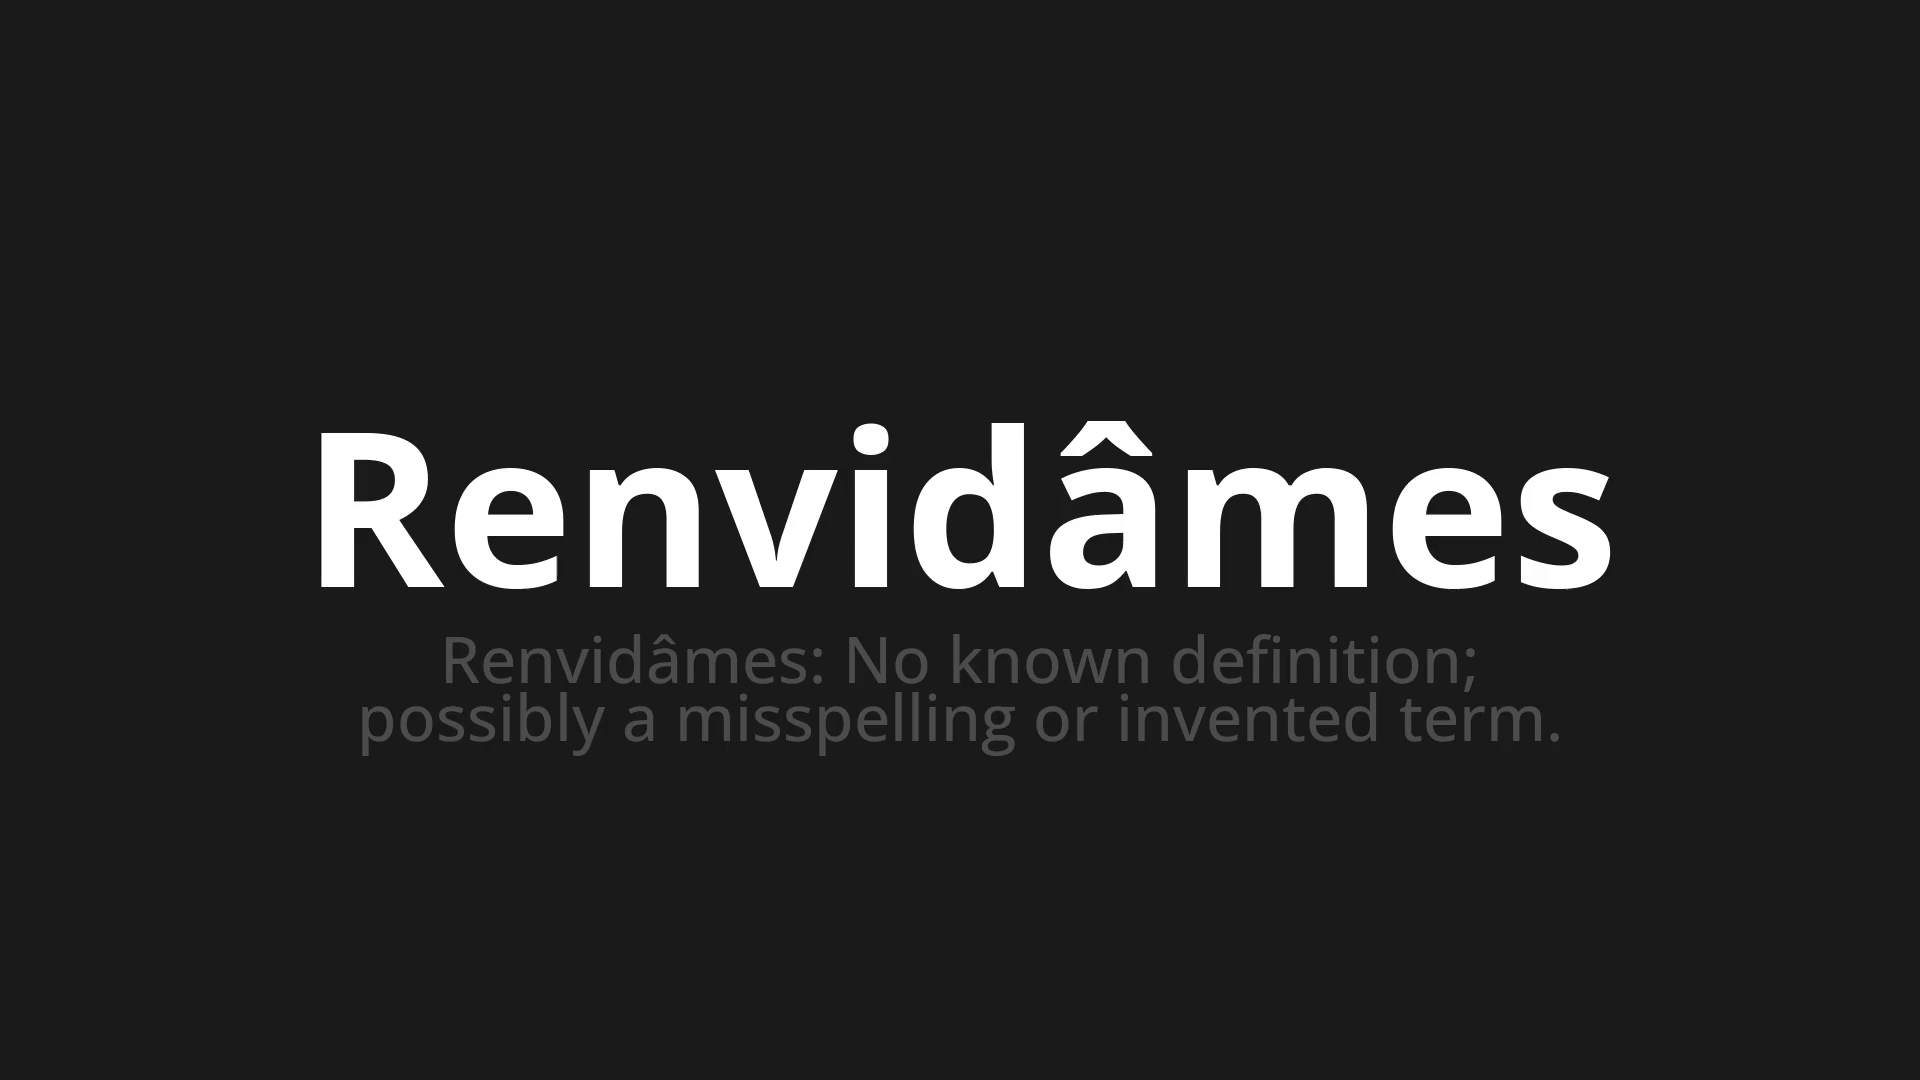 Renvidâmes
Renvidâmes: No known definition;
possibly a misspelling or invented term.